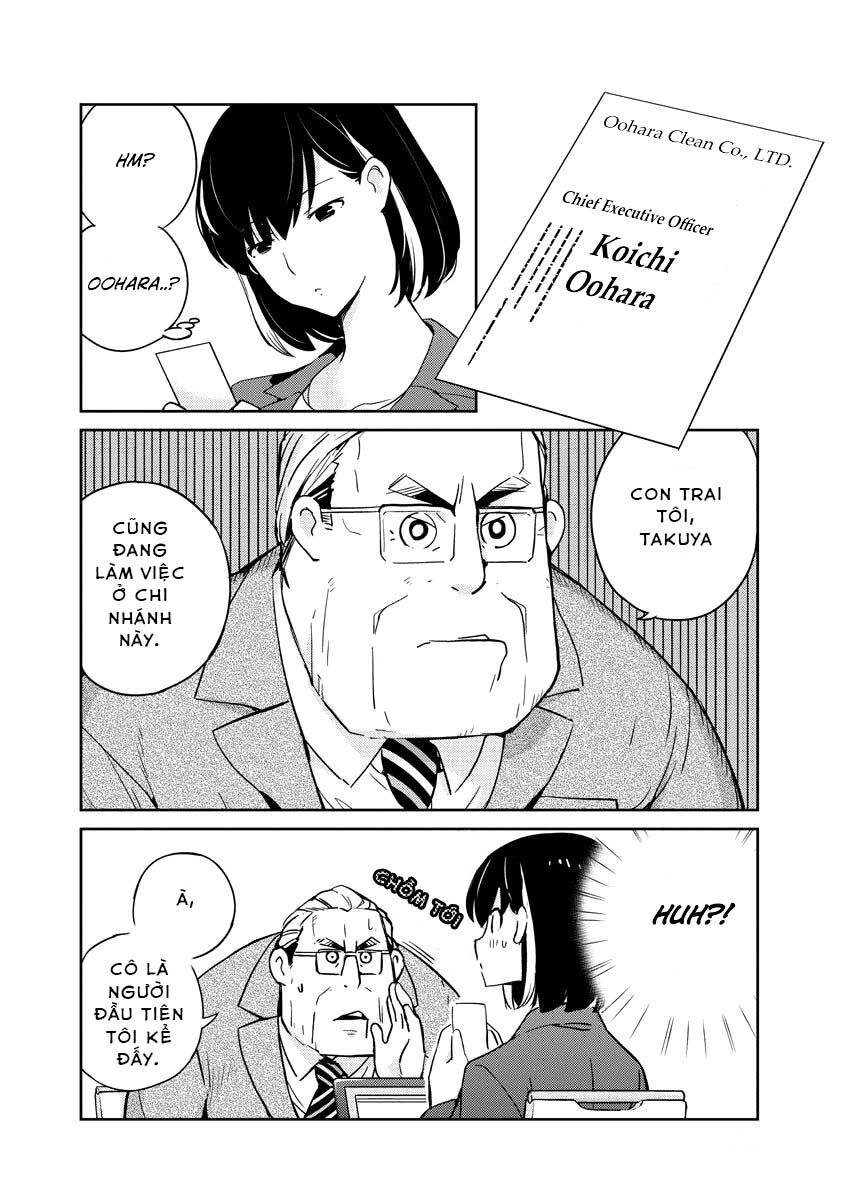 HM?
OOHARA..?
Oohara Clean Co., LTD.
Chief Executive Officer
Koichi
Oohara
CON TRAI
TÔI,
TAKUYA
CŨNG
ĐANG
LÀM VIỆC
Ở CHI
NHÁNH
NÀY.
HUH?!
CHỒM TỚI
À,
CÔ LÀ
NGƯỜI
ĐẦU TIÊN
TÔI KỂ
ĐẤY.